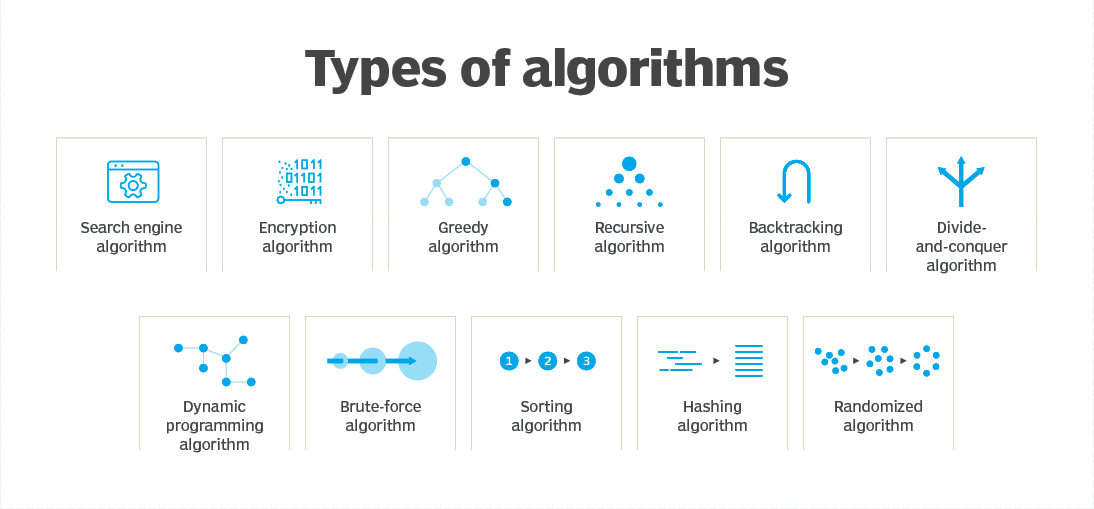 Types of algorithms
1011
01101
1011
Search engine
algorithm
Encryption
algorithm
Greedy
algorithm
Recursive
algorithm
Backtracking
algorithm
Divide-
and-conquer
algorithm
1 2 3
Dynamic
programming
algorithm
Brute-force
algorithm
Sorting
algorithm
Hashing
algorithm
Randomized
algorithm